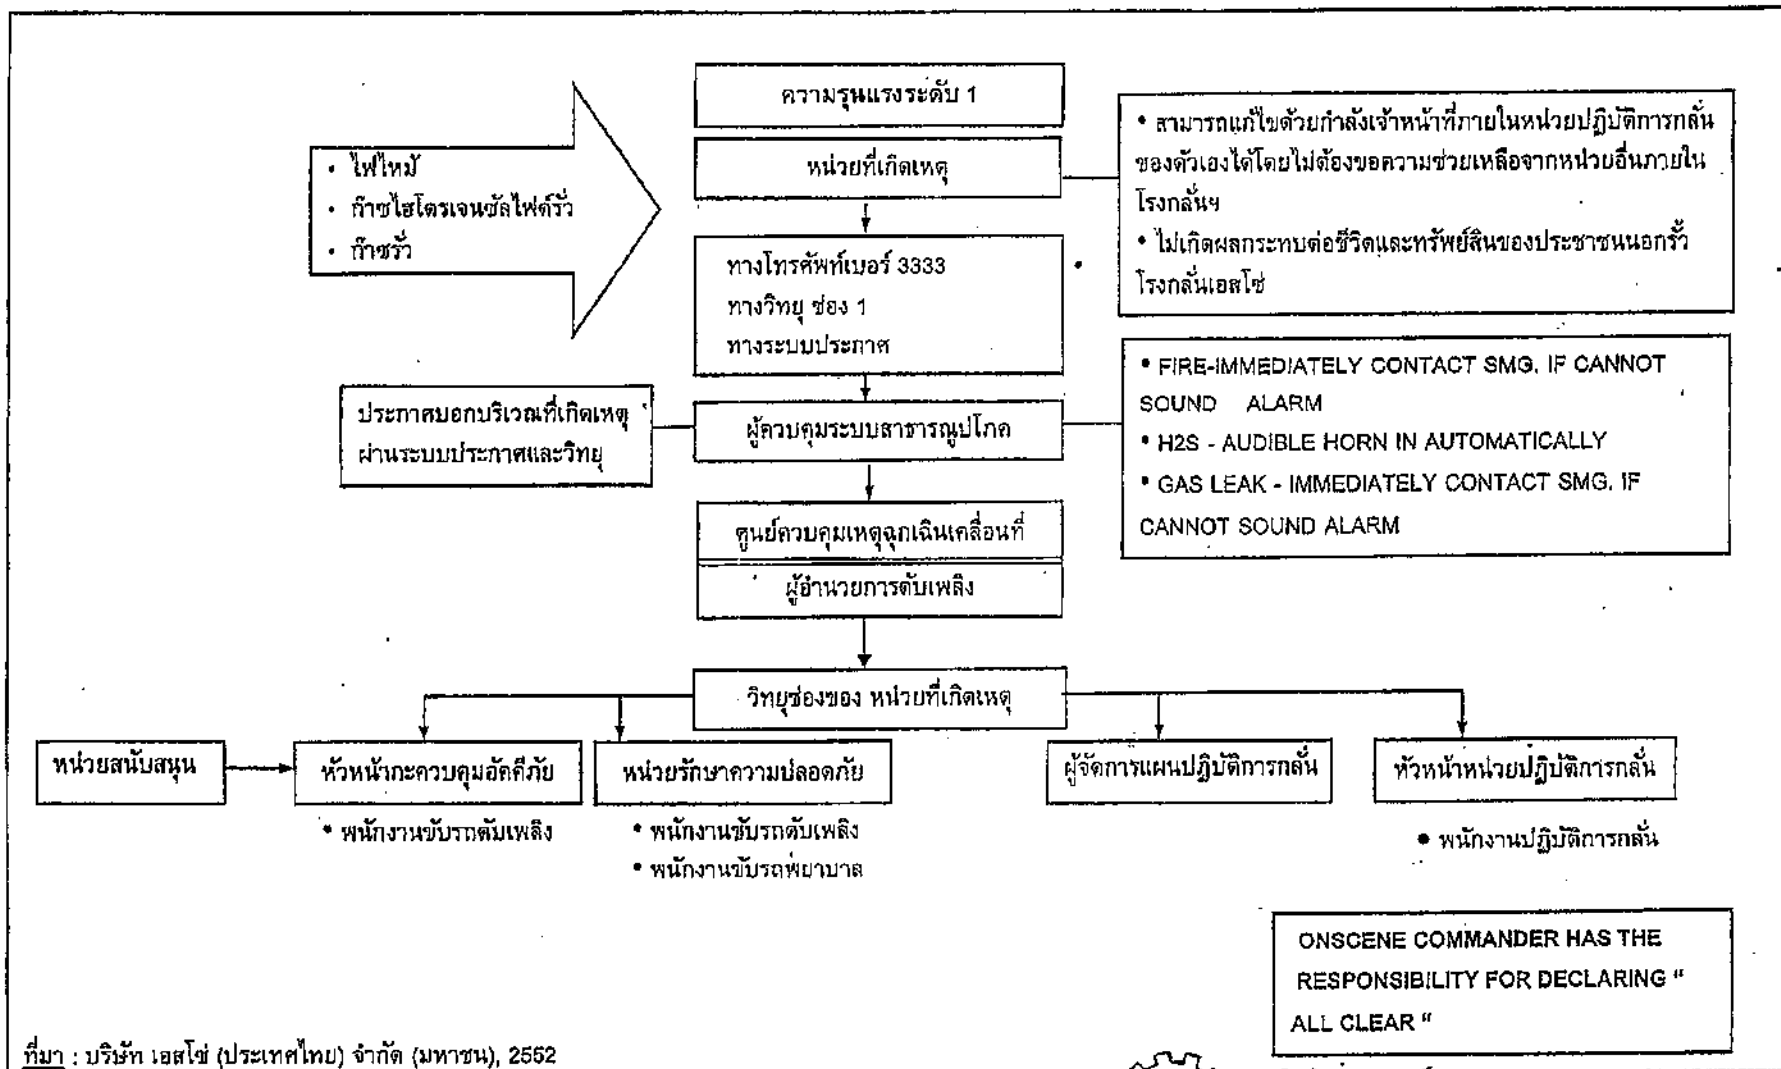 ความรุนแรงระดับ 1
หน่วยที่เกิดเหตุ
• ไฟไหม้
• ก๊าซไฮโดรเจนซัลไฟด์รั่ว
• ก๊าซรั่ว
• สามารถแก้ไขด้วยกำลังเจ้าหน้าที่ภายในหน่วยปฏิบัติการกลั่น
ของตัวเองได้โดยไม่ต้องขอความช่วยเหลือจากหน่วยอื่นภายใน
โรงกลั่นฯ
• ไม่เกิดผลกระทบต่อชีวิตและทรัพย์สินของประชาชนนอกรั้ว
โรงกลั่นเอสโซ่
ทางโทรศัพท์เบอร์ 3333
ทางวิทยุ ช่อง 1
ทางระบบประกาศ
ประกาศบอกบริเวณที่เกิดเหตุ
ผ่านระบบประกาศและวิทยุ
ผู้ควบคุมระบบสาธารณูปโภค
• FIRE-IMMEDIATELY CONTACT SMG. IF CANNOT
SOUND ALARM
• H2S - AUDIBLE HORN IN AUTOMATICALLY
• GAS LEAK - IMMEDIATELY CONTACT SMG. IF
CANNOT SOUND ALARM
ศูนย์ควบคุมเหตุฉุกเฉินเคลื่อนที่
ผู้อำนวยการดับเพลิง
วิทยุช่องของ หน่วยที่เกิดเหตุ
หน่วยสนับสนุน
หัวหน้ากะควบคุมอัคคีภัย
• พนักงานขับรถดับเพลิง
หน่วยรักษาความปลอดภัย
• พนักงานขับรถดับเพลิง
• พนักงานขับรถพยาบาล
ผู้จัดการแผนปฏิบัติการกลั่น
หัวหน้าหน่วยปฏิบัติการกลั่น
• พนักงานปฏิบัติการกลั่น
ONSCENE COMMANDER HAS THE
RESPONSIBILITY FOR DECLARING "
ALL CLEAR "
ที่มา : บริษัท เอสโซ่ (ประเทศไทย) จำกัด (มหาชน), 2552